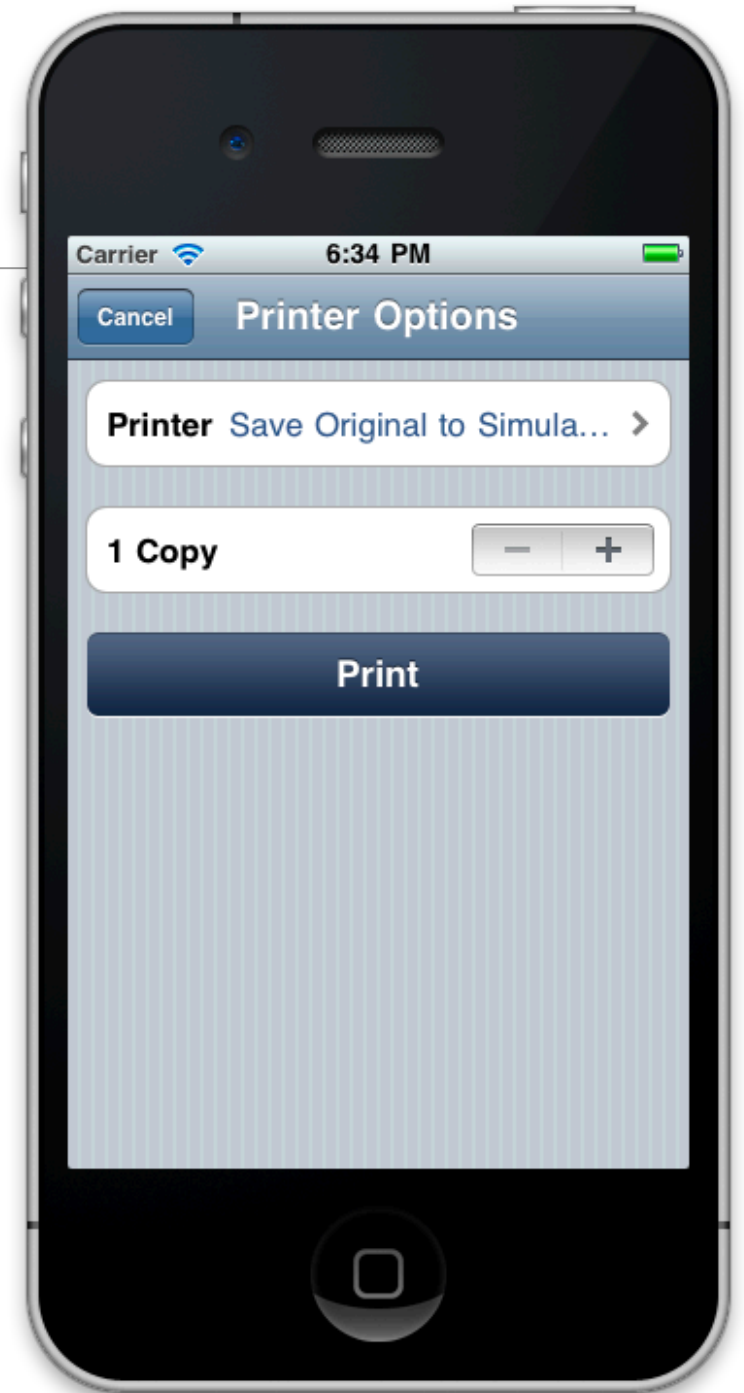 Carrier 6:34 PM
Cancel Printer Options
Printer Save Original to Simula... >
1 Copy − +
Print